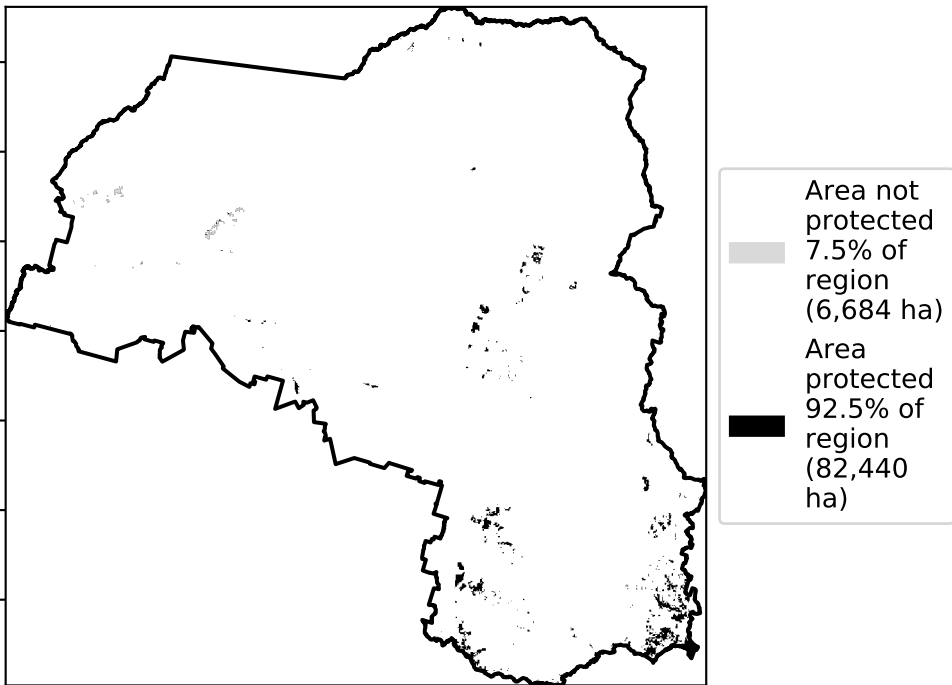 Area not
protected
7.5% of
region
(6,684 ha)
Area
protected
92.5% of
region
(82,440
ha)